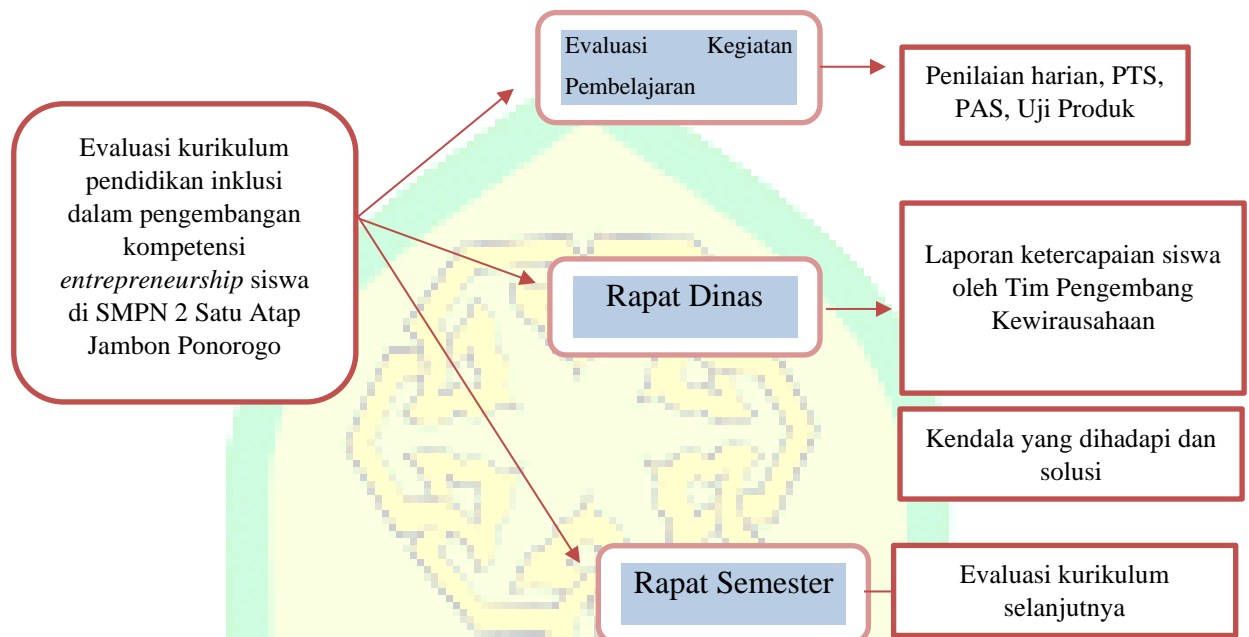 Evaluasi kurikulum
pendidikan inklusi
dalam pengembangan
kompetensi
entrepreneurship siswa
di SMPN 2 Satu Atap
Jambon Ponorogo
Evaluasi Kegiatan
Pembelajaran
Penilaian harian, PTS,
PAS, Uji Produk
Rapat Dinas
Laporan ketercapaian siswa
oleh Tim Pengembang
Kewirausahaan
Kendala yang dihadapi dan
solusi
Rapat Semester
Evaluasi kurikulum
selanjutnya